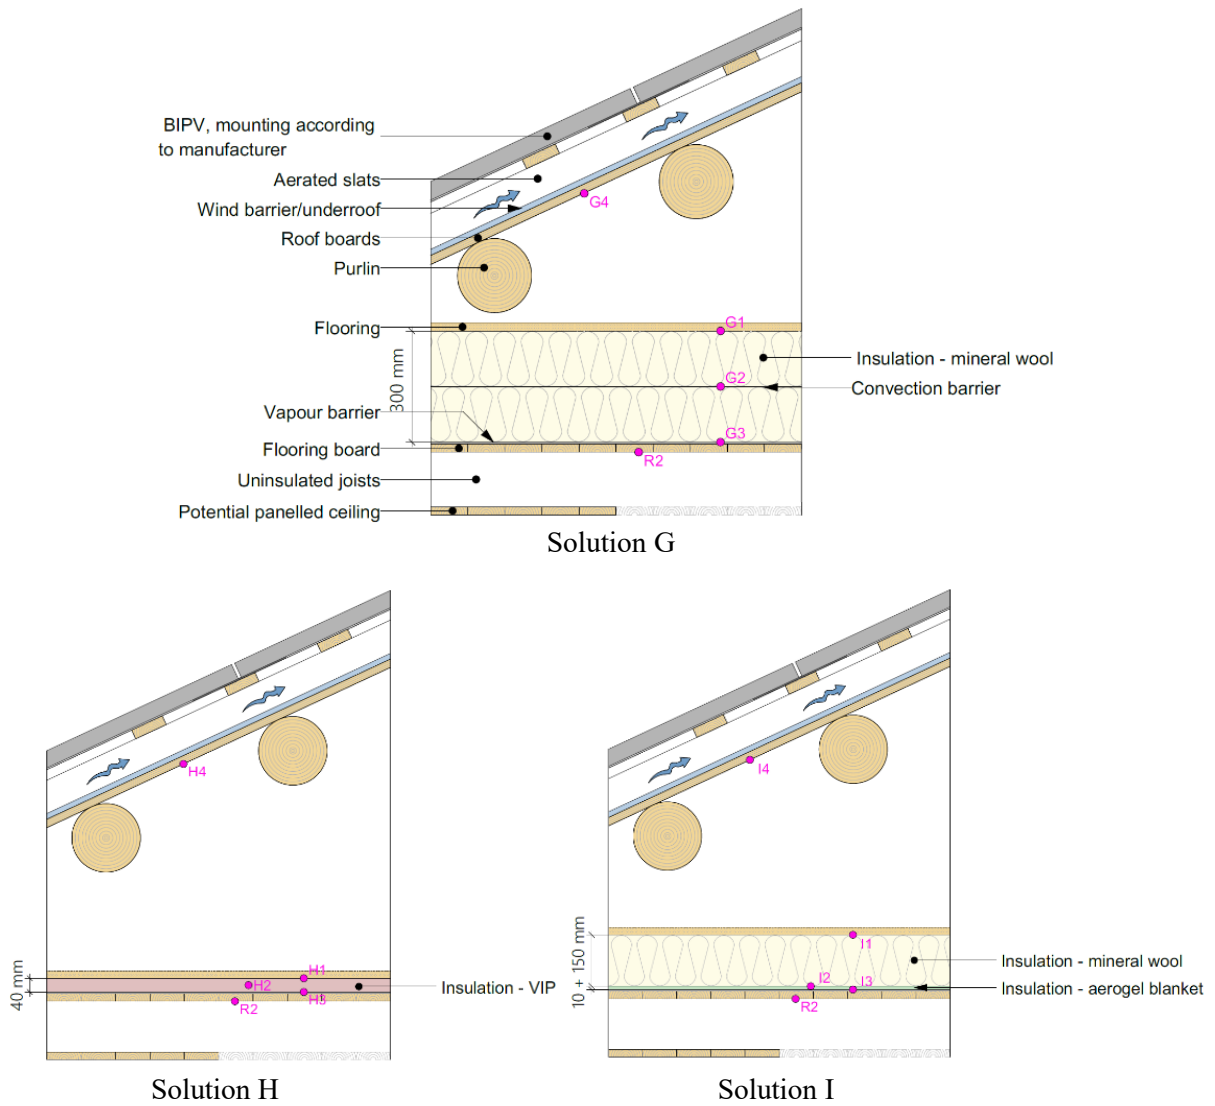 BIPV, mounting according
to manufacturer
Aerated slats
Wind barrier/underroof
G4
Roof boards
Purlin
Flooring
G1
300 mm
Insulation - mineral wool
G2
Convection barrier
Vapour barrier
G3
Flooring board
R2
Uninsulated joists
Potential panelled ceiling
Solution G
H4
H1
40 mm
H2
Insulation - VIP
H3
R2
Solution H
I4
I1
10 + 150 mm
Insulation - mineral wool
I2
I3
Insulation - aerogel blanket
R2
Solution I